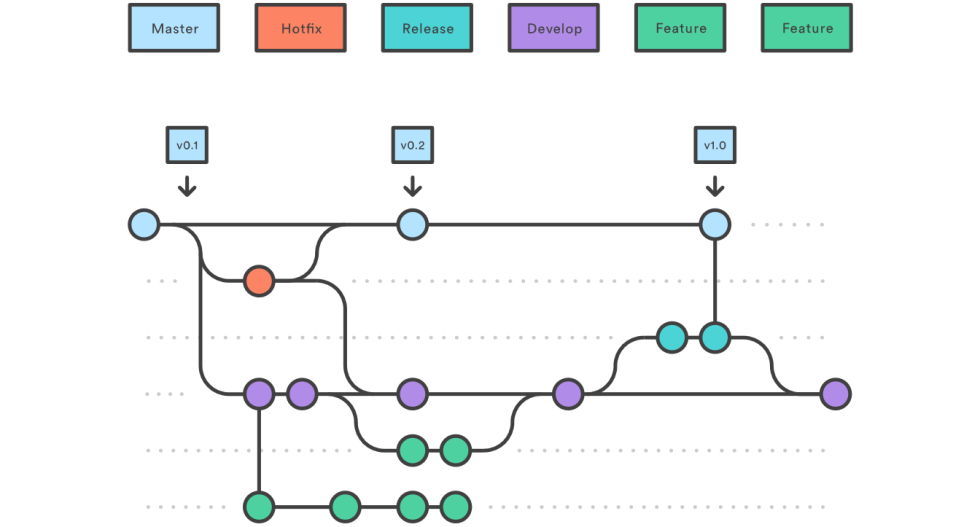 Master
Hotfix
Release
Develop
Feature
Feature
v0.1
v0.2
v1.0